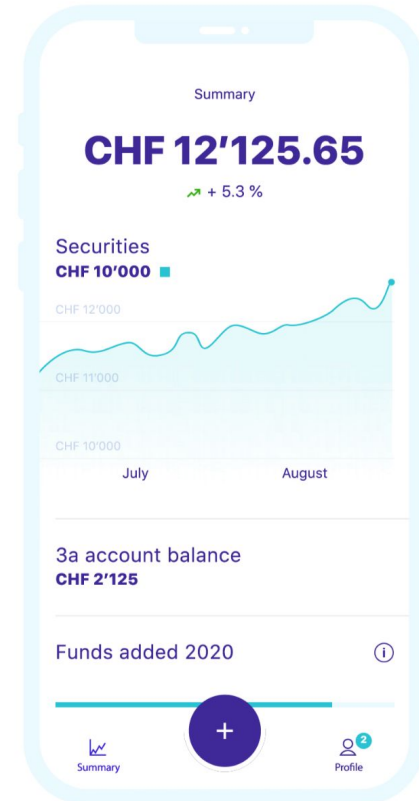 Summary
CHF 12’125.65
+ 5.3 %
Securities
CHF 10’000
CHF 12’000
CHF 11’000
CHF 10’000
July August
3a account balance
CHF 2’125
Funds added 2020
i
+
2
Summary Profile